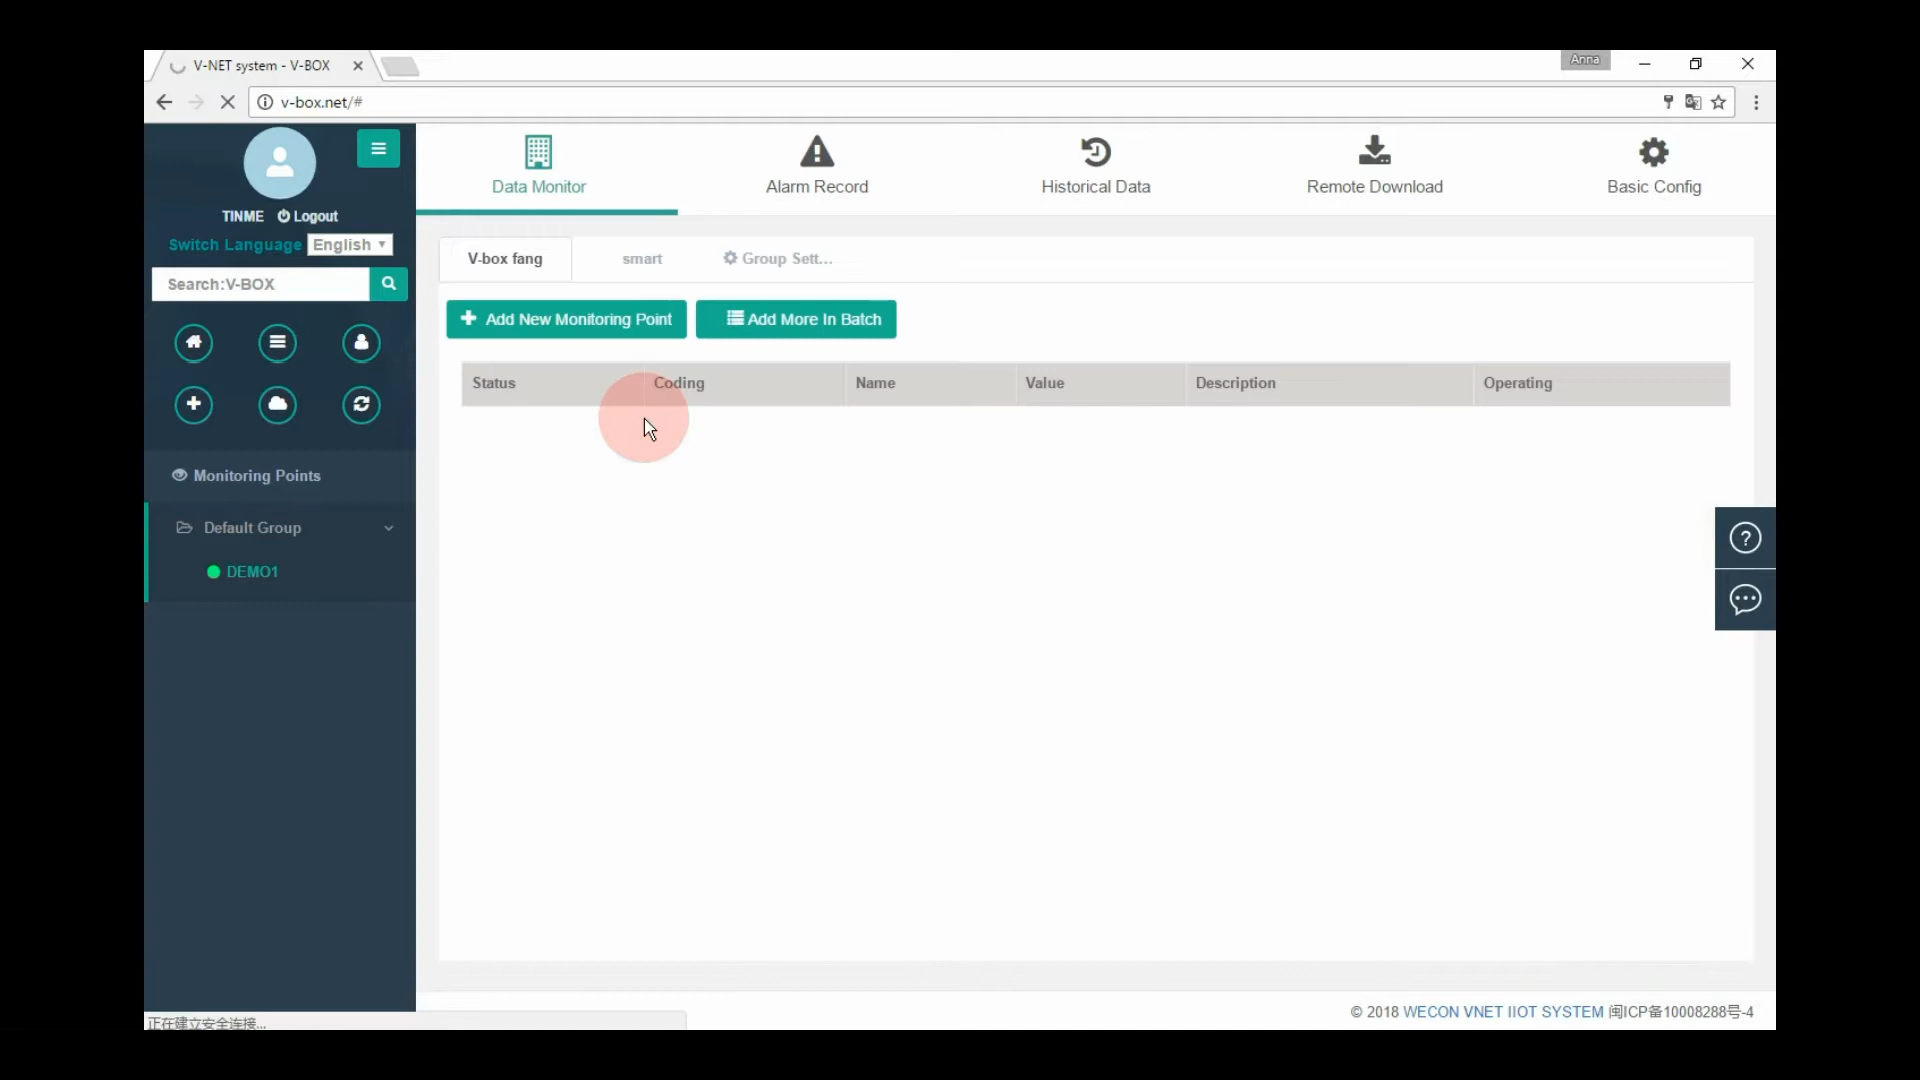 V-NET system - V-BOX
Anna
v-box.net/#
TINME Logout
Switch Language English
Search:V-BOX
Monitoring Points
Default Group
DEMO1
Data Monitor
Alarm Record
Historical Data
Remote Download
Basic Config
V-box fang
smart
Group Sett...
Add New Monitoring Point
Add More In Batch
Status Coding Name Value Description Operating
© 2018 WECON VNET IIOT SYSTEM 闽ICP备10008288号-4
正在建立安全连接...